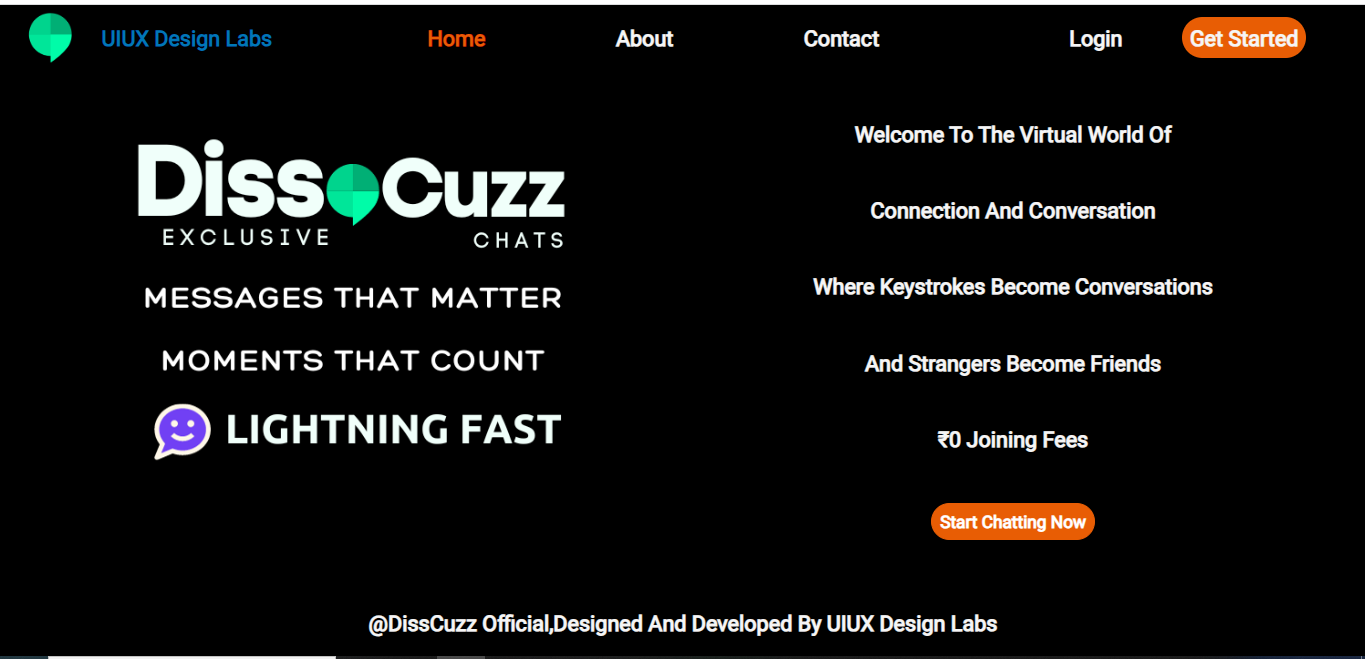 UIUX Design Labs Home About Contact Login Get Started
DissCuzz
EXCLUSIVE CHATS
MESSAGES THAT MATTER
MOMENTS THAT COUNT
LIGHTNING FAST
Welcome To The Virtual World Of
Connection And Conversation
Where Keystrokes Become Conversations
And Strangers Become Friends
₹0 Joining Fees
Start Chatting Now
@DissCuzz Official,Designed And Developed By UIUX Design Labs